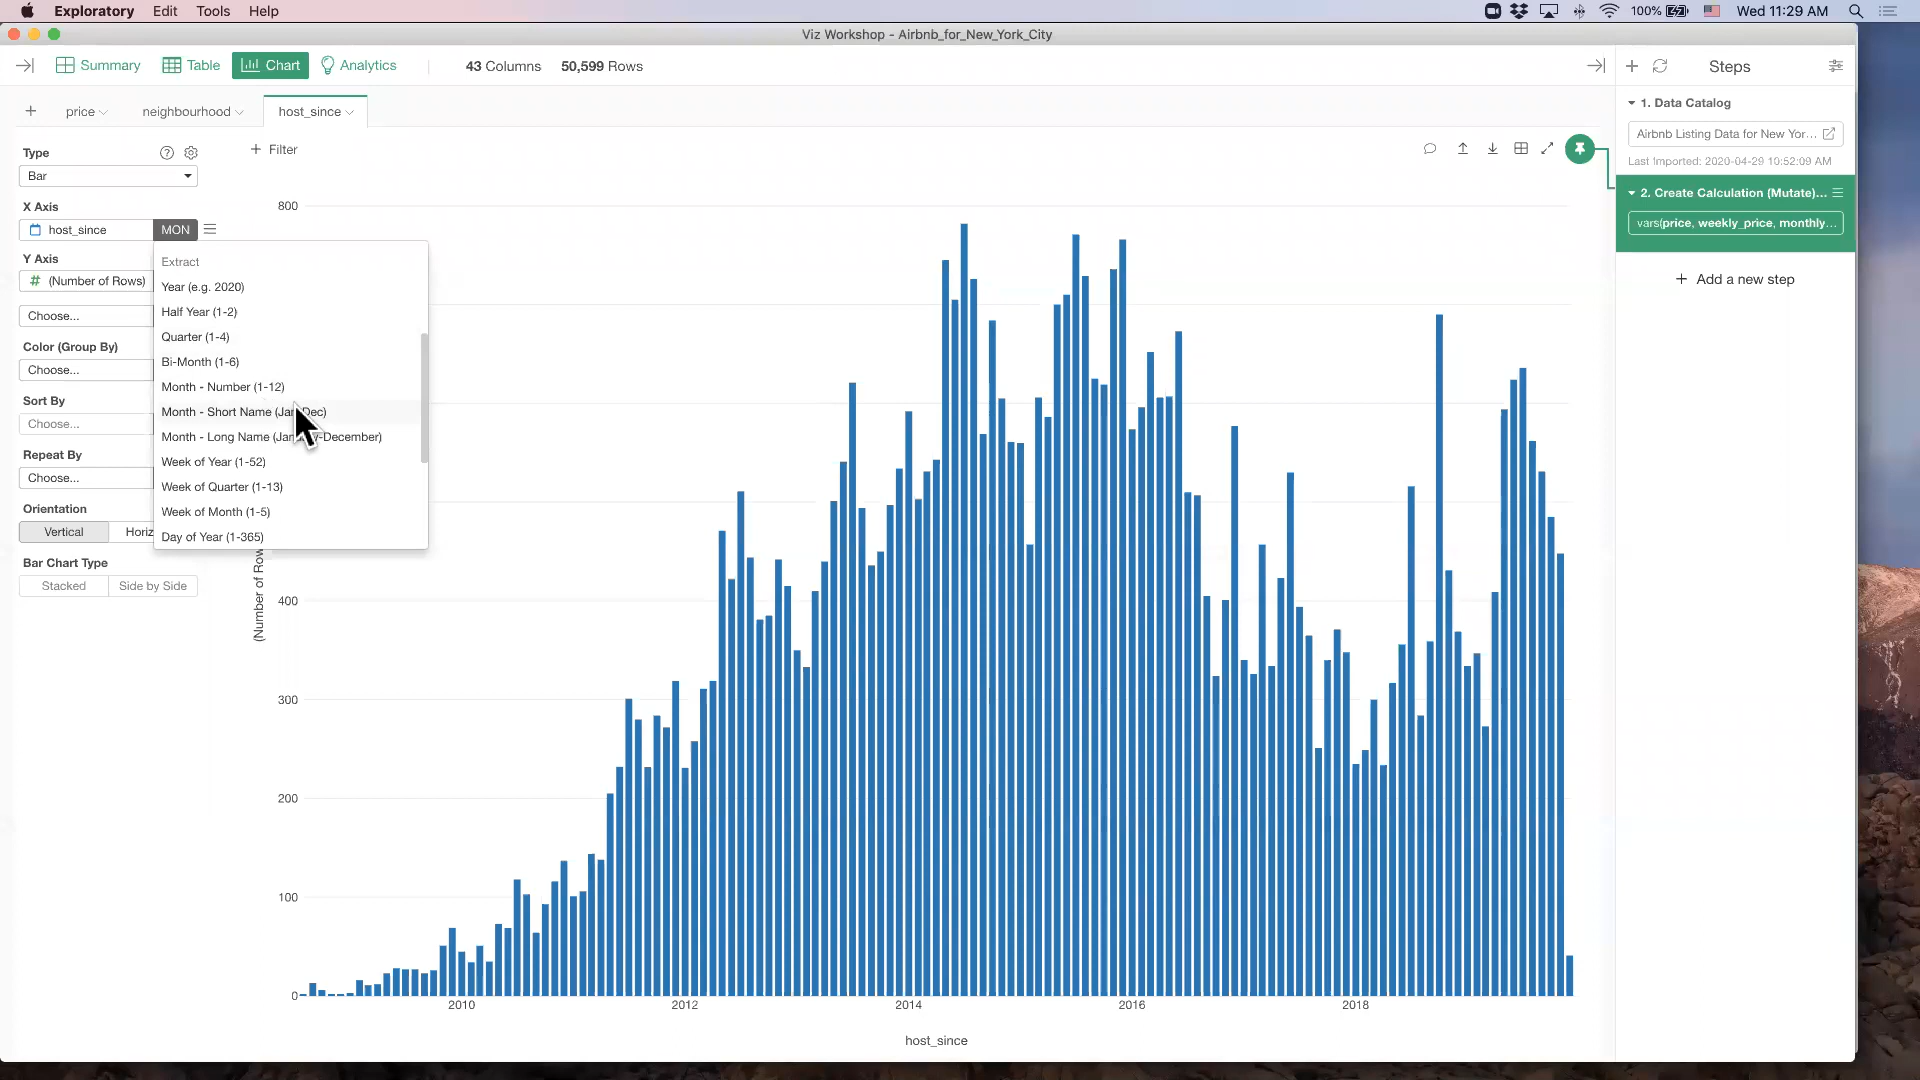 Exploratory Edit Tools Help 100% Wed 11:29 AM
Viz Workshop - Airbnb_for_New_York_City
Summary Table Chart Analytics 43 Columns 50,599 Rows Steps
price neighbourhood host_since
1. Data Catalog
Airbnb Listing Data for New Yor...
Last Imported: 2020-04-29 10:52:09 AM
2. Create Calculation (Mutate)...
vars(price, weekly_price, monthly...
+ Add a new step
Type
Bar
+ Filter
X Axis
host_since MON
Y Axis
# (Number of Rows)
Choose...
Color (Group By)
Choose...
Sort By
Choose...
Repeat By
Choose...
Orientation
Vertical Horiz
Bar Chart Type
Stacked Side by Side
Extract
Year (e.g. 2020)
Half Year (1-2)
Quarter (1-4)
Bi-Month (1-6)
Month - Number (1-12)
Month - Short Name (Jan-Dec)
Month - Long Name (January-December)
Week of Year (1-52)
Week of Quarter (1-13)
Week of Month (1-5)
Day of Year (1-365)
800
400
300
200
100
0
(Number of Row
2010 2012 2014 2016 2018
host_since